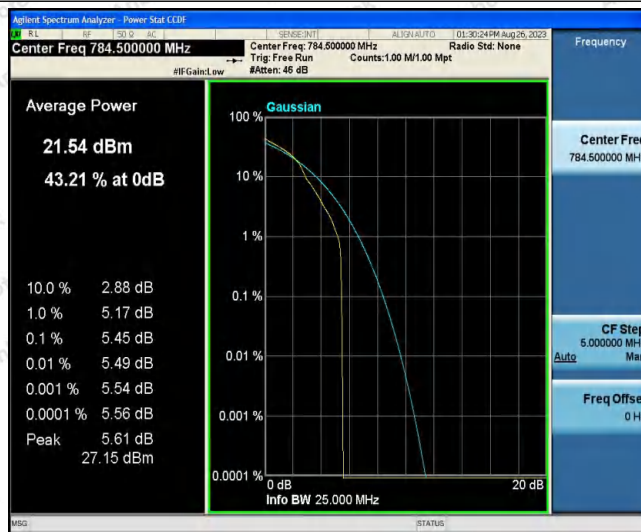 Agilent Spectrum Analyzer - Power Stat CCDF
RL RF 50 Ω AC SENSE:INT ALIGN AUTO 01:30:24 PM Aug 26, 2023
Center Freq 784.500000 MHz
Center Freq: 784.500000 MHz Radio Std: None
Trig: Free Run Counts:1.00 M/1.00 Mpt
#IFGain:Low #Atten: 46 dB
Frequency
Average Power
21.54 dBm
43.21 % at 0dB
10.0 % 2.88 dB
1.0 % 5.17 dB
0.1 % 5.45 dB
0.01 % 5.49 dB
0.001 % 5.54 dB
0.0001 % 5.56 dB
Peak 5.61 dB
27.15 dBm
Gaussian
100 %
10 %
1 %
0.1 %
0.01 %
0.001 %
0.0001 %
0 dB 20 dB
Info BW 25.000 MHz
Center Fre
784.500000 MH
CF Ste
5.000000 MH
Auto Ma
Freq Offse
0 H
MSG STATUS